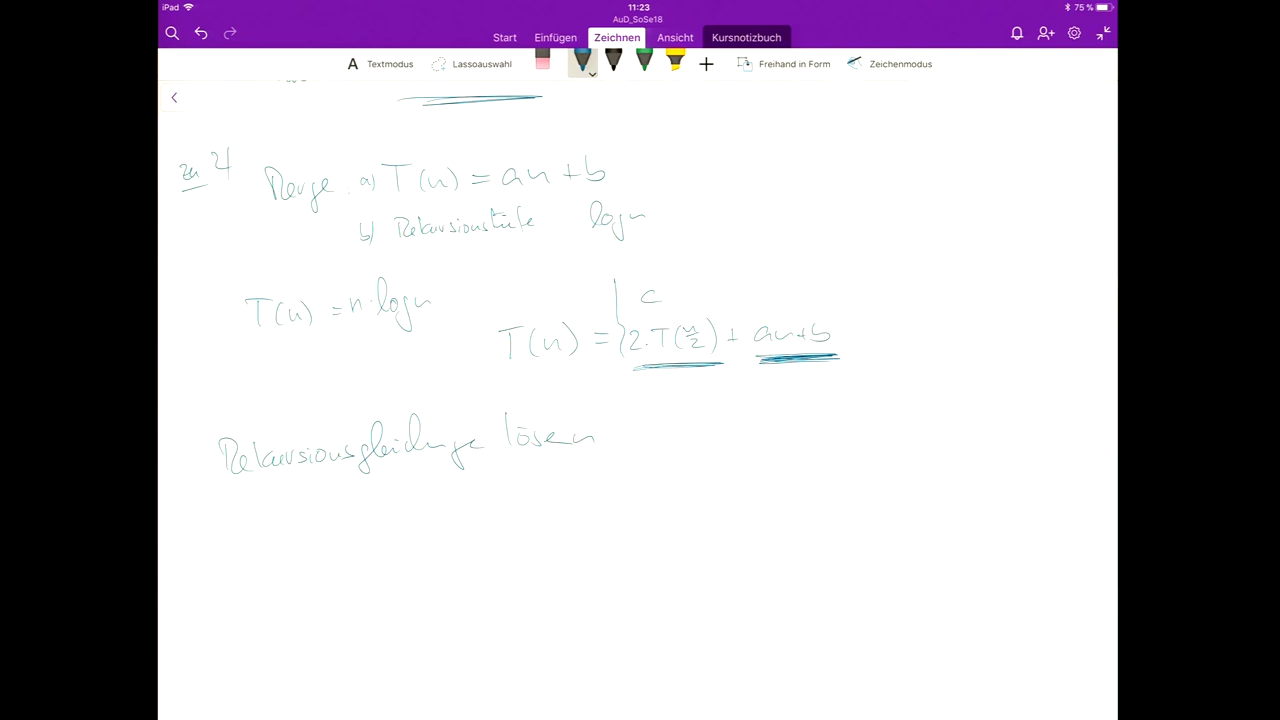 iPad
11:23
75 %
AuD_SoSe18
Start Einfügen Zeichnen Ansicht Kursnotizbuch
A Textmodus Lassoauswahl + Freihand in Form Zeichenmodus
zu 4
Merge a) T(n) = an + b
b) Rekursionstiefe log n
T(n) = n · log n
c
T(n) = { 2 · T(n/2) + an + b
Rekursionsgleichunge lösen